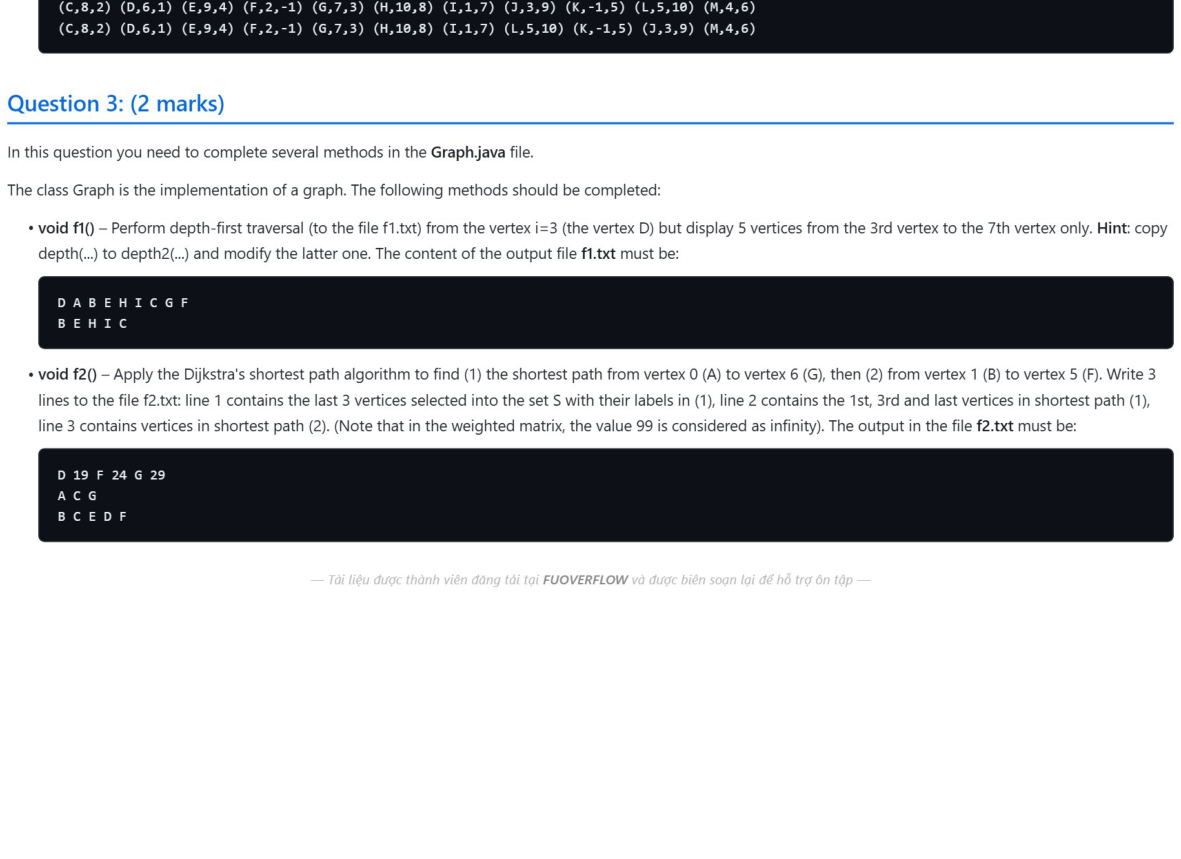 (C,8,2) (D,6,1) (E,9,4) (F,2,-1) (G,7,3) (H,10,8) (I,1,7) (J,3,9) (K,-1,5) (L,5,10) (M,4,6)
(C,8,2) (D,6,1) (E,9,4) (F,2,-1) (G,7,3) (H,10,8) (I,1,7) (L,5,10) (K,-1,5) (J,3,9) (M,4,6)
Question 3: (2 marks)
In this question you need to complete several methods in the Graph.java file.
The class Graph is the implementation of a graph. The following methods should be completed:
• void f1() – Perform depth-first traversal (to the file f1.txt) from the vertex i=3 (the vertex D) but display 5 vertices from the 3rd vertex to the 7th vertex only. Hint: copy
depth(...) to depth2(...) and modify the latter one. The content of the output file f1.txt must be:
D A B E H I C G F
B E H I C
• void f2() – Apply the Dijkstra's shortest path algorithm to find (1) the shortest path from vertex 0 (A) to vertex 6 (G), then (2) from vertex 1 (B) to vertex 5 (F). Write 3
lines to the file f2.txt: line 1 contains the last 3 vertices selected into the set S with their labels in (1), line 2 contains the 1st, 3rd and last vertices in shortest path (1),
line 3 contains vertices in shortest path (2). (Note that in the weighted matrix, the value 99 is considered as infinity). The output in the file f2.txt must be:
D 19 F 24 G 29
A C G
B C E D F
— Tài liệu được thành viên đăng tải tại FUOVERFLOW và được biên soạn lại để hỗ trợ ôn tập —